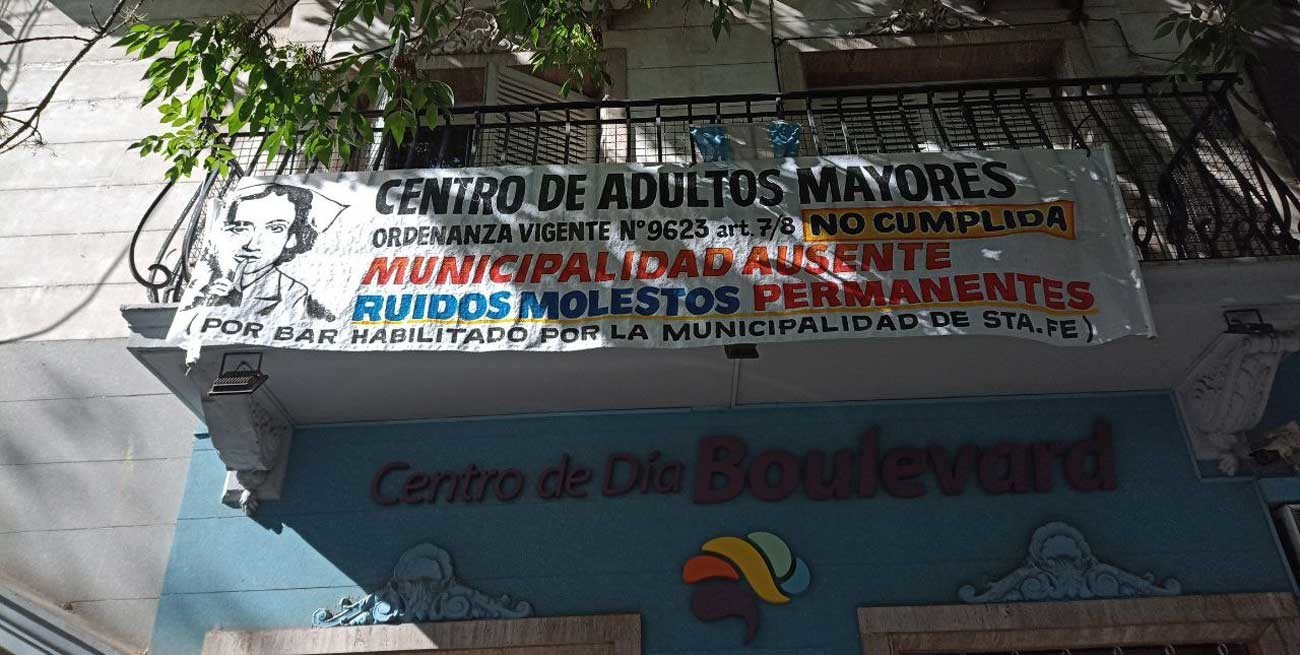 CENTRO DE ADULTOS MAYORES
ORDENANZA VIGENTE N°9623 art. 7/8 NO CUMPLIDA
MUNICIPALIDAD AUSENTE
RUIDOS MOLESTOS PERMANENTES
(POR BAR HABILITADO POR LA MUNICIPALIDAD DE STA.FE)
Centro de Día Boulevard